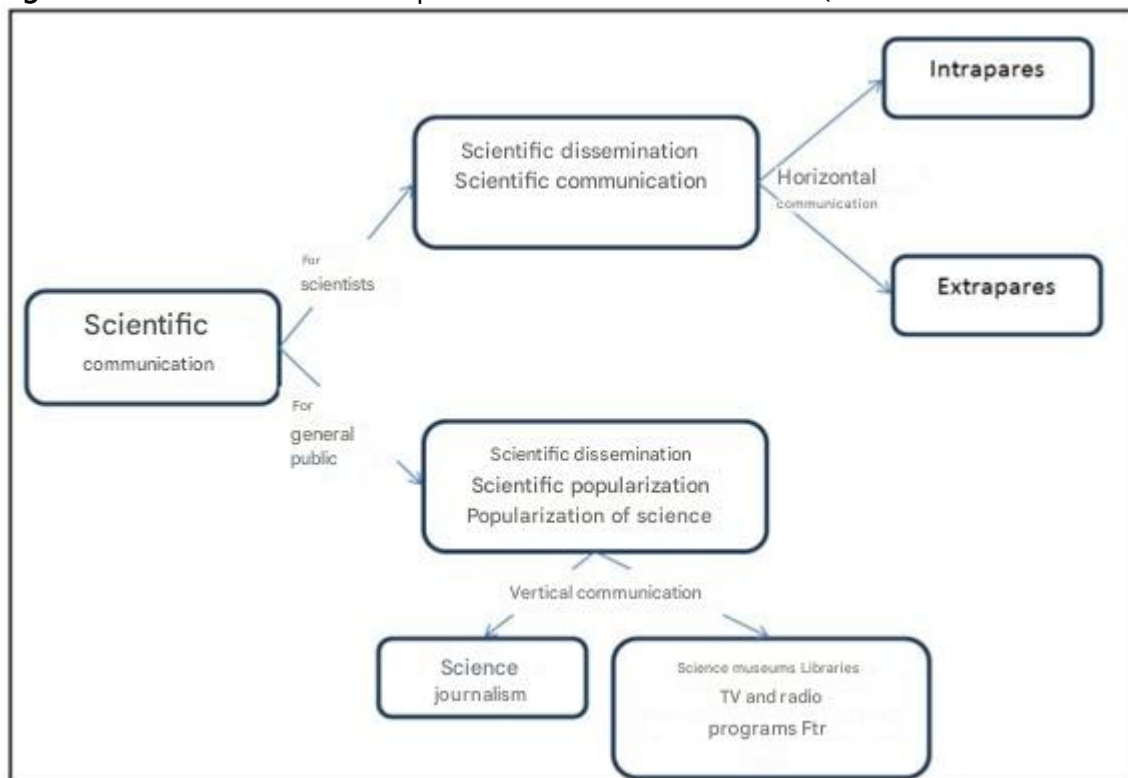 Intrapares
Scientific dissemination
Scientific communication
Horizontal
communication
For
scientists
Extrapares
Scientific
communication
For
general
public
Scientific dissemination
Scientific popularization
Popularization of science
Vertical communication
Science
journalism
Science museums Libraries
TV and radio
programs Ftr